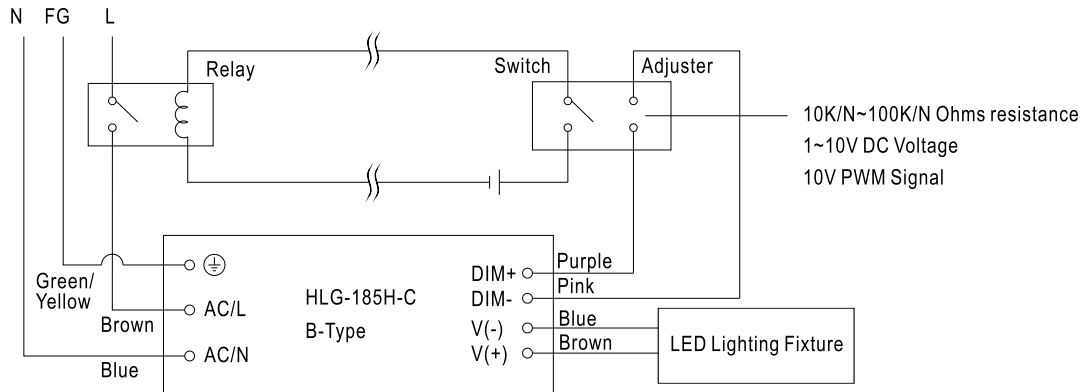 N FG L
Relay
Switch
Adjuster
10K/N~100K/N Ohms resistance
1~10V DC Voltage
10V PWM Signal
Green/
Yellow
Brown
Blue
AC/L
AC/N
HLG-185H-C
B-Type
DIM+
DIM-
V(-)
V(+)
Purple
Pink
Blue
Brown
LED Lighting Fixture